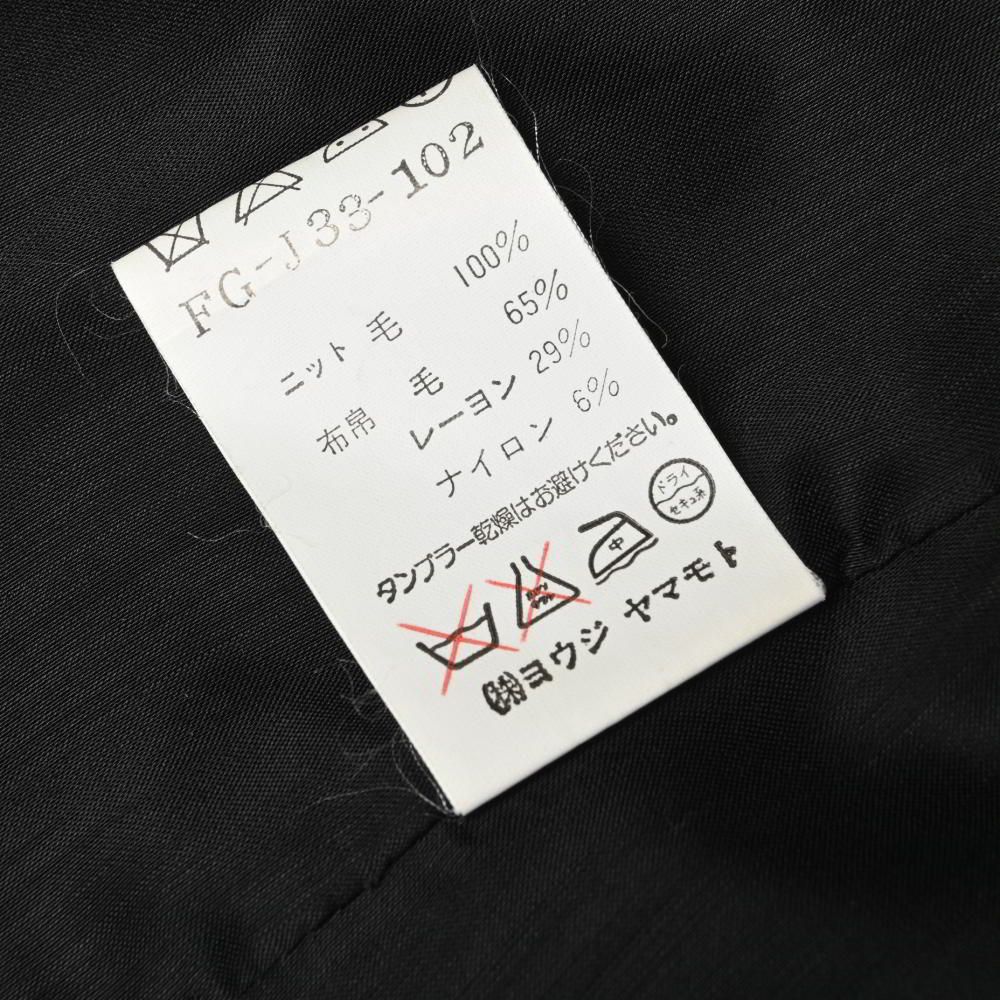 FG-J33-102
ニット 毛 100%
布帛 毛 65%
レーヨン 29%
ナイロン 6%
タンブラー乾燥はお避けください。
ドライ
セキュ系
中
㈱ヨウジ ヤマモト